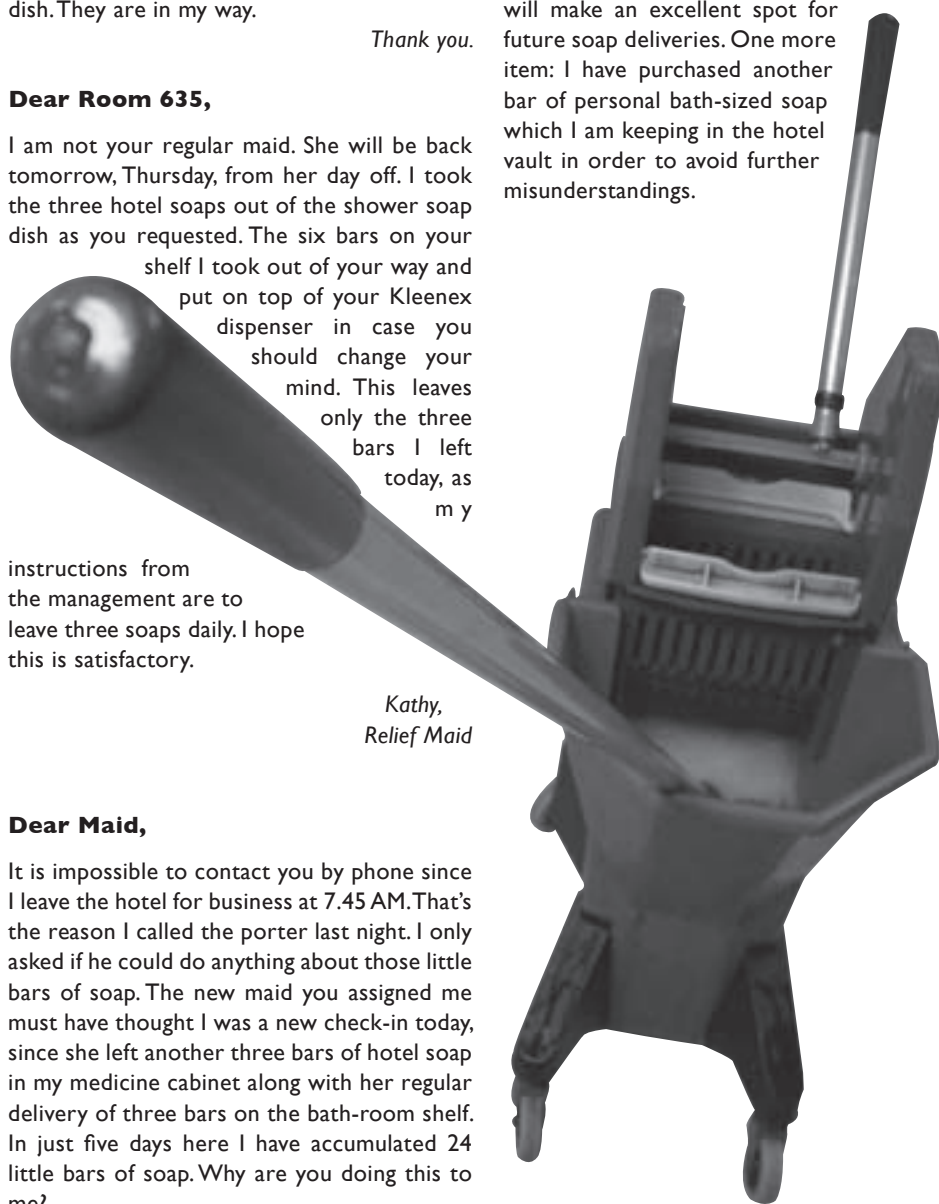 dish. They are in my way.
Thank you.
Dear Room 635,
I am not your regular maid. She will be back
tomorrow, Thursday, from her day off. I took
the three hotel soaps out of the shower soap
dish as you requested. The six bars on your
shelf I took out of your way and
put on top of your Kleenex
dispenser in case you
should change your
mind. This leaves
only the three
bars I left
today, as
m y
instructions from
the management are to
leave three soaps daily. I hope
this is satisfactory.
Kathy,
Relief Maid
Dear Maid,
It is impossible to contact you by phone since
I leave the hotel for business at 7.45 AM. That's
the reason I called the porter last night. I only
asked if he could do anything about those little
bars of soap. The new maid you assigned me
must have thought I was a new check-in today,
since she left another three bars of hotel soap
in my medicine cabinet along with her regular
delivery of three bars on the bath-room shelf.
In just five days here I have accumulated 24
little bars of soap. Why are you doing this to
me?
will make an excellent spot for
future soap deliveries. One more
item: I have purchased another
bar of personal bath-sized soap
which I am keeping in the hotel
vault in order to avoid further
misunderstandings.